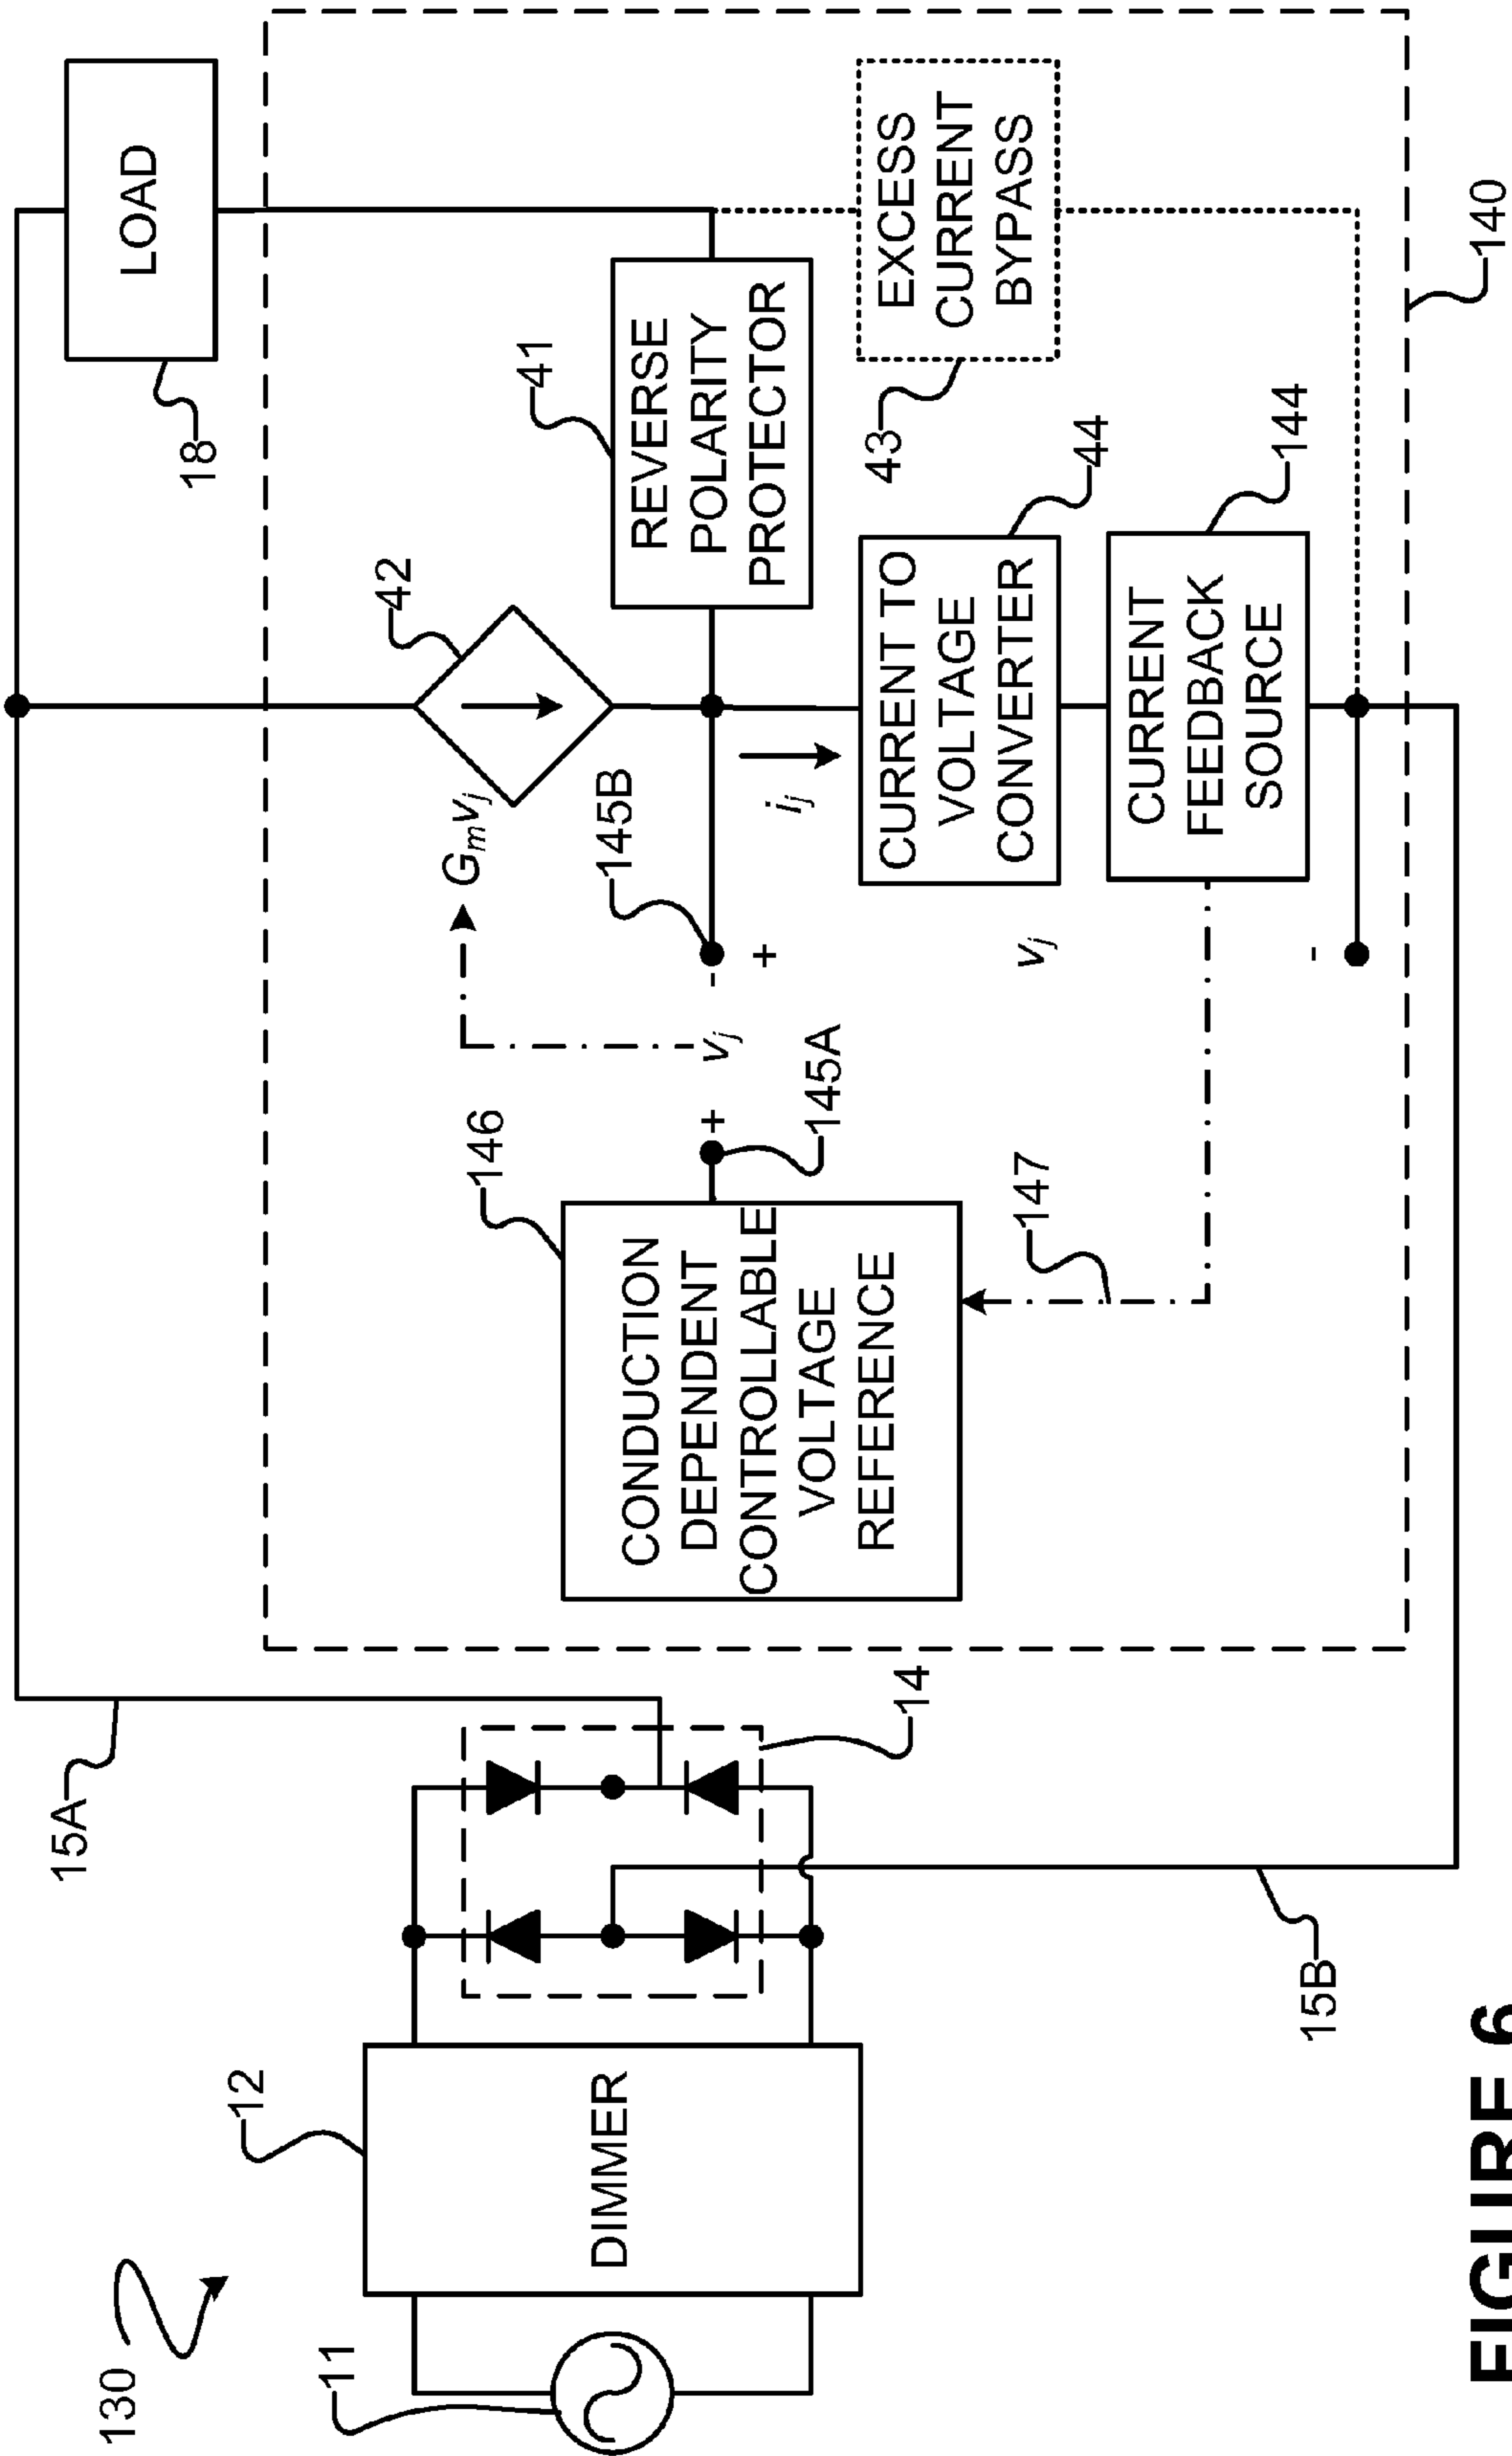 130
11
12
DIMMER
15A
14
15B
146
CONDUCTION
DEPENDENT
CONTROLLABLE
VOLTAGE
REFERENCE
147
145A
+ vⱼ -
Gₘvⱼ
145B
42
iⱼ
+
vⱼ
-
41
REVERSE
POLARITY
PROTECTOR
18
LOAD
43
EXCESS
CURRENT
BYPASS
44
CURRENT TO
VOLTAGE
CONVERTER
144
CURRENT
FEEDBACK
SOURCE
140
FIGURE 6